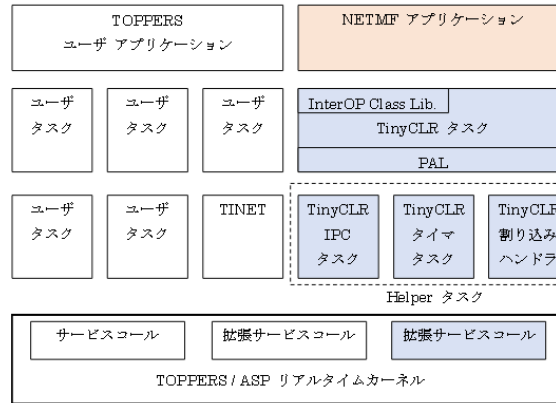 TOPPERS
ユーザ アプリケーション
NETMF アプリケーション
ユーザ
タスク
ユーザ
タスク
ユーザ
タスク
InterOP Class Lib.
TinyCLR タスク
PAL
ユーザ
タスク
ユーザ
タスク
TINET
TinyCLR
IPC
タスク
TinyCLR
タイマ
タスク
TinyCLR
割り込み
ハンドラ
Helper タスク
サービスコール
拡張サービスコール
拡張サービスコール
TOPPERS / ASP リアルタイムカーネル